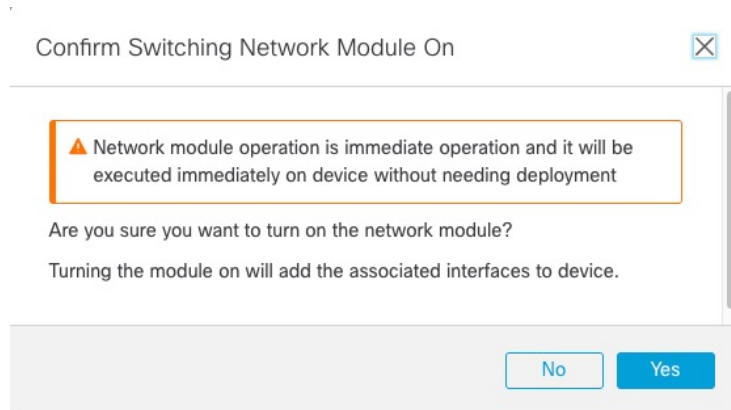 Confirm Switching Network Module On
Network module operation is immediate operation and it will be
executed immediately on device without needing deployment
Are you sure you want to turn on the network module?
Turning the module on will add the associated interfaces to device.
No
Yes